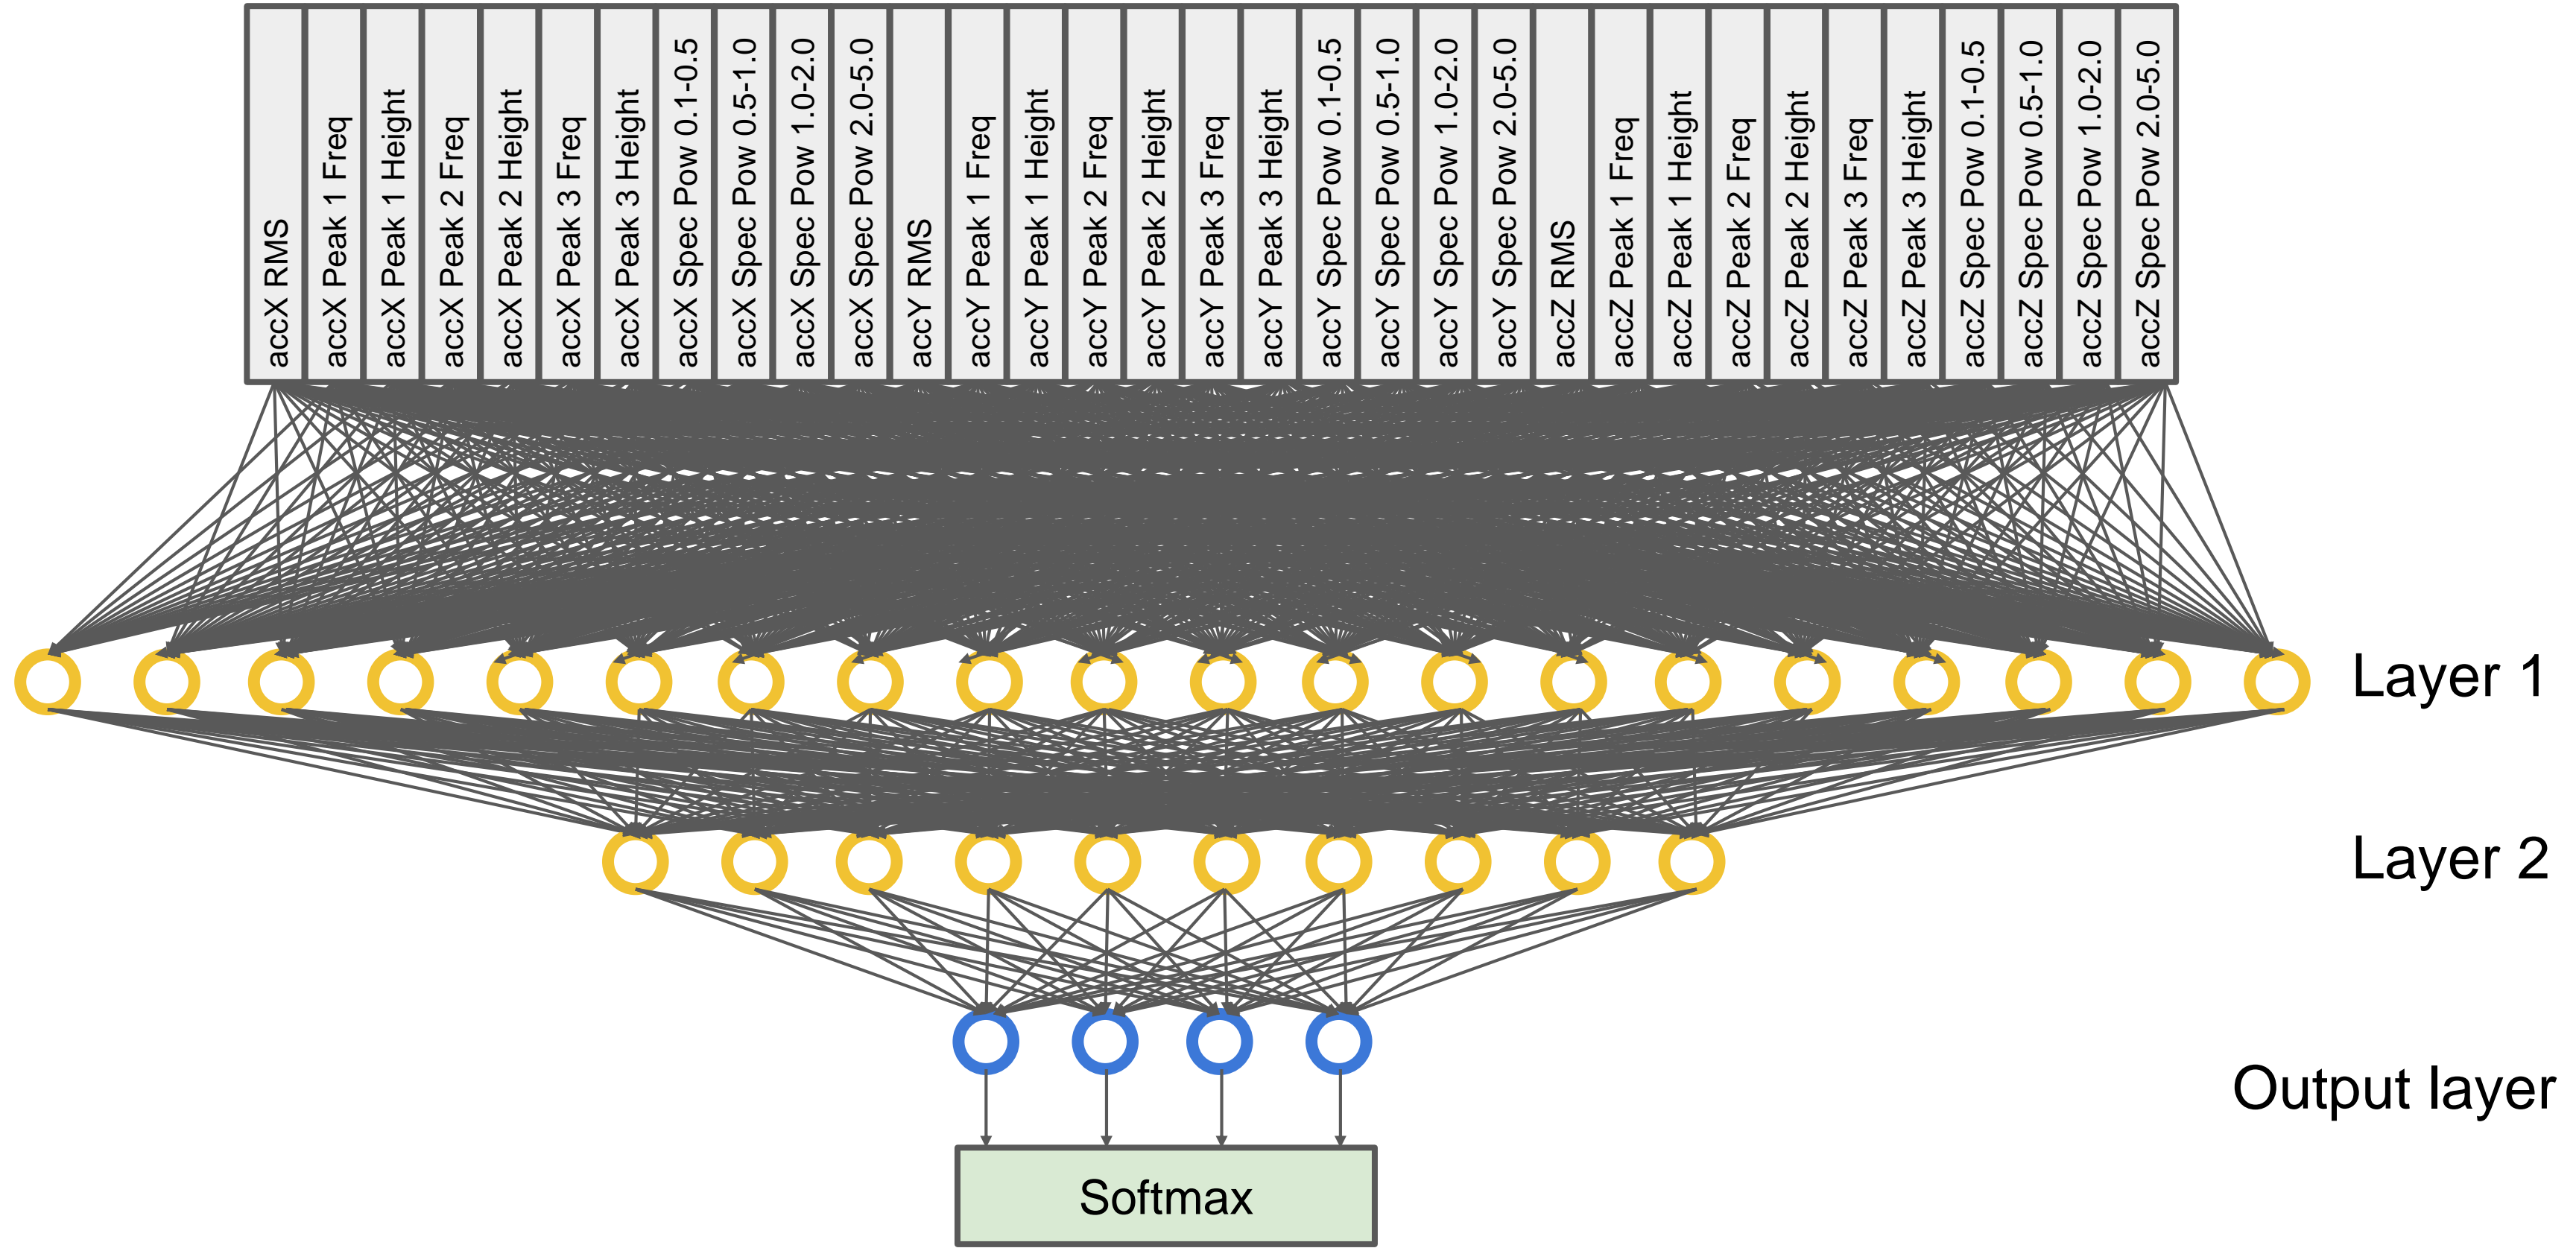 accX RMS
accX Peak 1 Freq
accX Peak 1 Height
accX Peak 2 Freq
accX Peak 2 Height
accX Peak 3 Freq
accX Peak 3 Height
accX Spec Pow 0.1-0.5
accX Spec Pow 0.5-1.0
accX Spec Pow 1.0-2.0
accX Spec Pow 2.0-5.0
accY RMS
accY Peak 1 Freq
accY Peak 1 Height
accY Peak 2 Freq
accY Peak 2 Height
accY Peak 3 Freq
accY Peak 3 Height
accY Spec Pow 0.1-0.5
accY Spec Pow 0.5-1.0
accY Spec Pow 1.0-2.0
accY Spec Pow 2.0-5.0
accZ RMS
accZ Peak 1 Freq
accZ Peak 1 Height
accZ Peak 2 Freq
accZ Peak 2 Height
accZ Peak 3 Freq
accZ Peak 3 Height
accZ Spec Pow 0.1-0.5
accZ Spec Pow 0.5-1.0
accZ Spec Pow 1.0-2.0
accZ Spec Pow 2.0-5.0
Layer 1
Layer 2
Output layer
Softmax